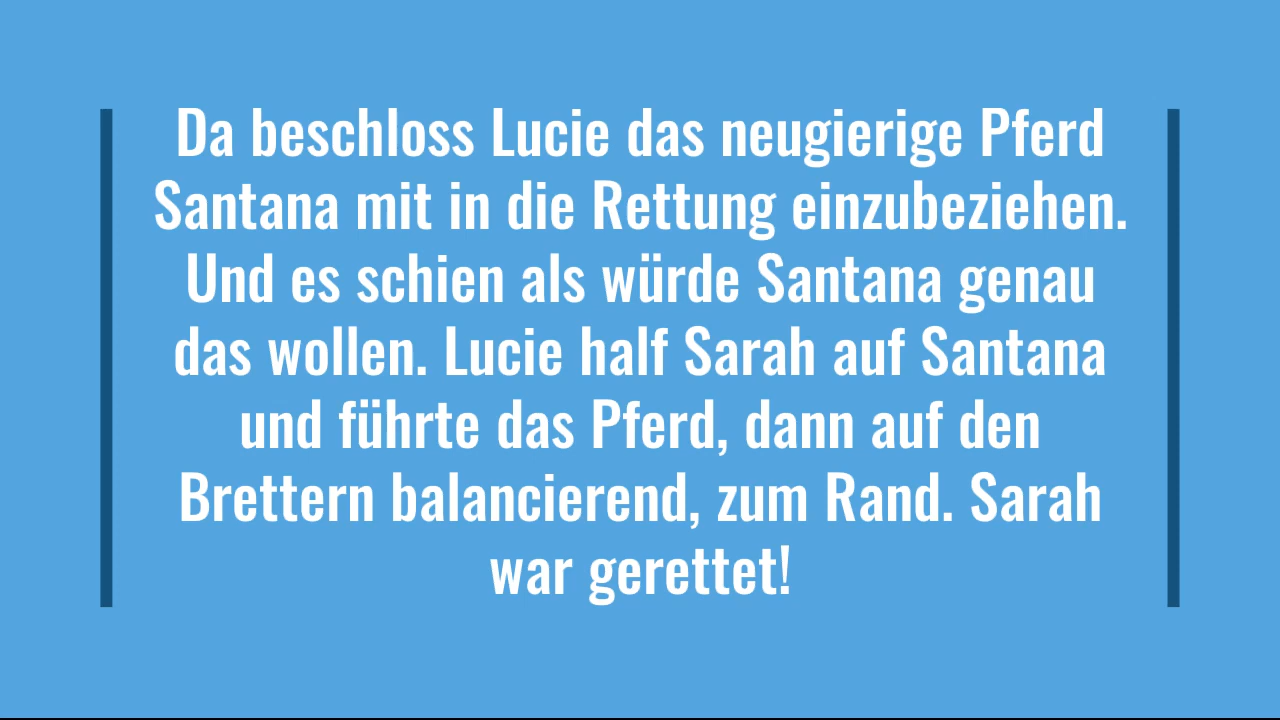 Da beschloss Lucie das neugierige Pferd
Santana mit in die Rettung einzubeziehen.
Und es schien als würde Santana genau
das wollen. Lucie half Sarah auf Santana
und führte das Pferd, dann auf den
Brettern balancierend, zum Rand. Sarah
war gerettet!